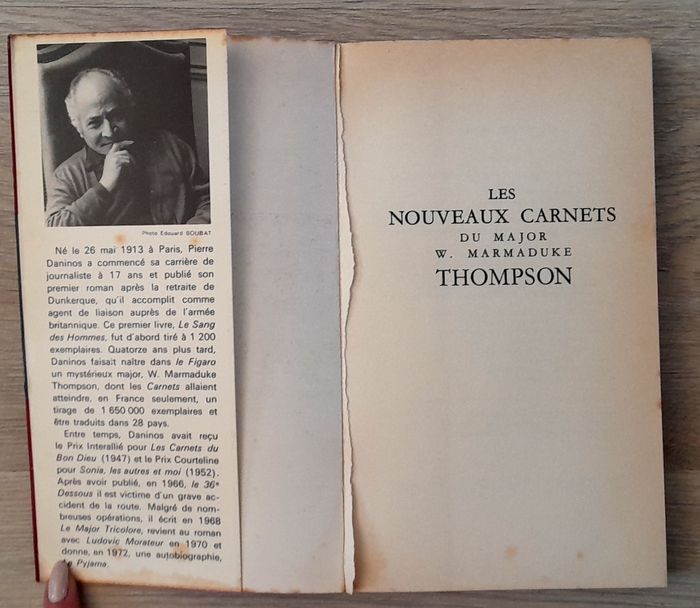 Photo Edouard BOUBAT
Né le 26 mai 1913 à Paris, Pierre
Daninos a commencé sa carrière de
journaliste à 17 ans et publié son
premier roman après la retraite de
Dunkerque, qu'il accomplit comme
agent de liaison auprès de l'armée
britannique. Ce premier livre, Le Sang
des Hommes, fut d'abord tiré à 1 200
exemplaires. Quatorze ans plus tard,
Daninos faisait naître dans le Figaro
un mystérieux major, W. Marmaduke
Thompson, dont les Carnets allaient
atteindre, en France seulement, un
tirage de 1 650 000 exemplaires et
être traduits dans 28 pays.
Entre temps, Daninos avait reçu
le Prix Interallié pour Les Carnets du
Bon Dieu (1947) et le Prix Courteline
pour Sonia, les autres et moi (1952).
Après avoir publié, en 1966, le 36e
Dessous il est victime d'un grave acc-
cident de la route. Malgré de nom-
breuses opérations, il écrit en 1968
Le Major Tricolore, revient au roman
avec Ludovic Morateur en 1970 et
donne, en 1972, une autobiographie,
Le Pyjama.
LES
NOUVEAUX CARNETS
DU MAJOR
W. MARMADUKE
THOMPSON